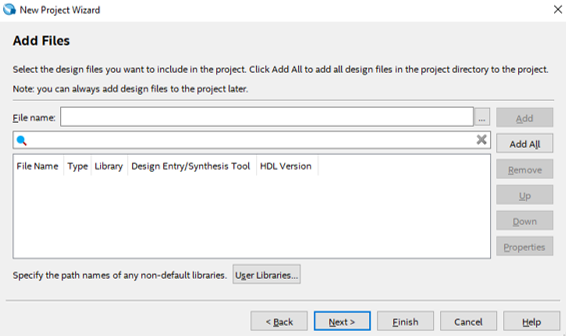 New Project Wizard
Add Files
Select the design files you want to include in the project. Click Add All to add all design files in the project directory to the project.
Note: you can always add design files to the project later.
File name: ... Add
Add All
File Name Type Library Design Entry/Synthesis Tool HDL Version
Remove
Up
Down
Properties
Specify the path names of any non-default libraries. User Libraries...
< Back Next > Finish Cancel Help